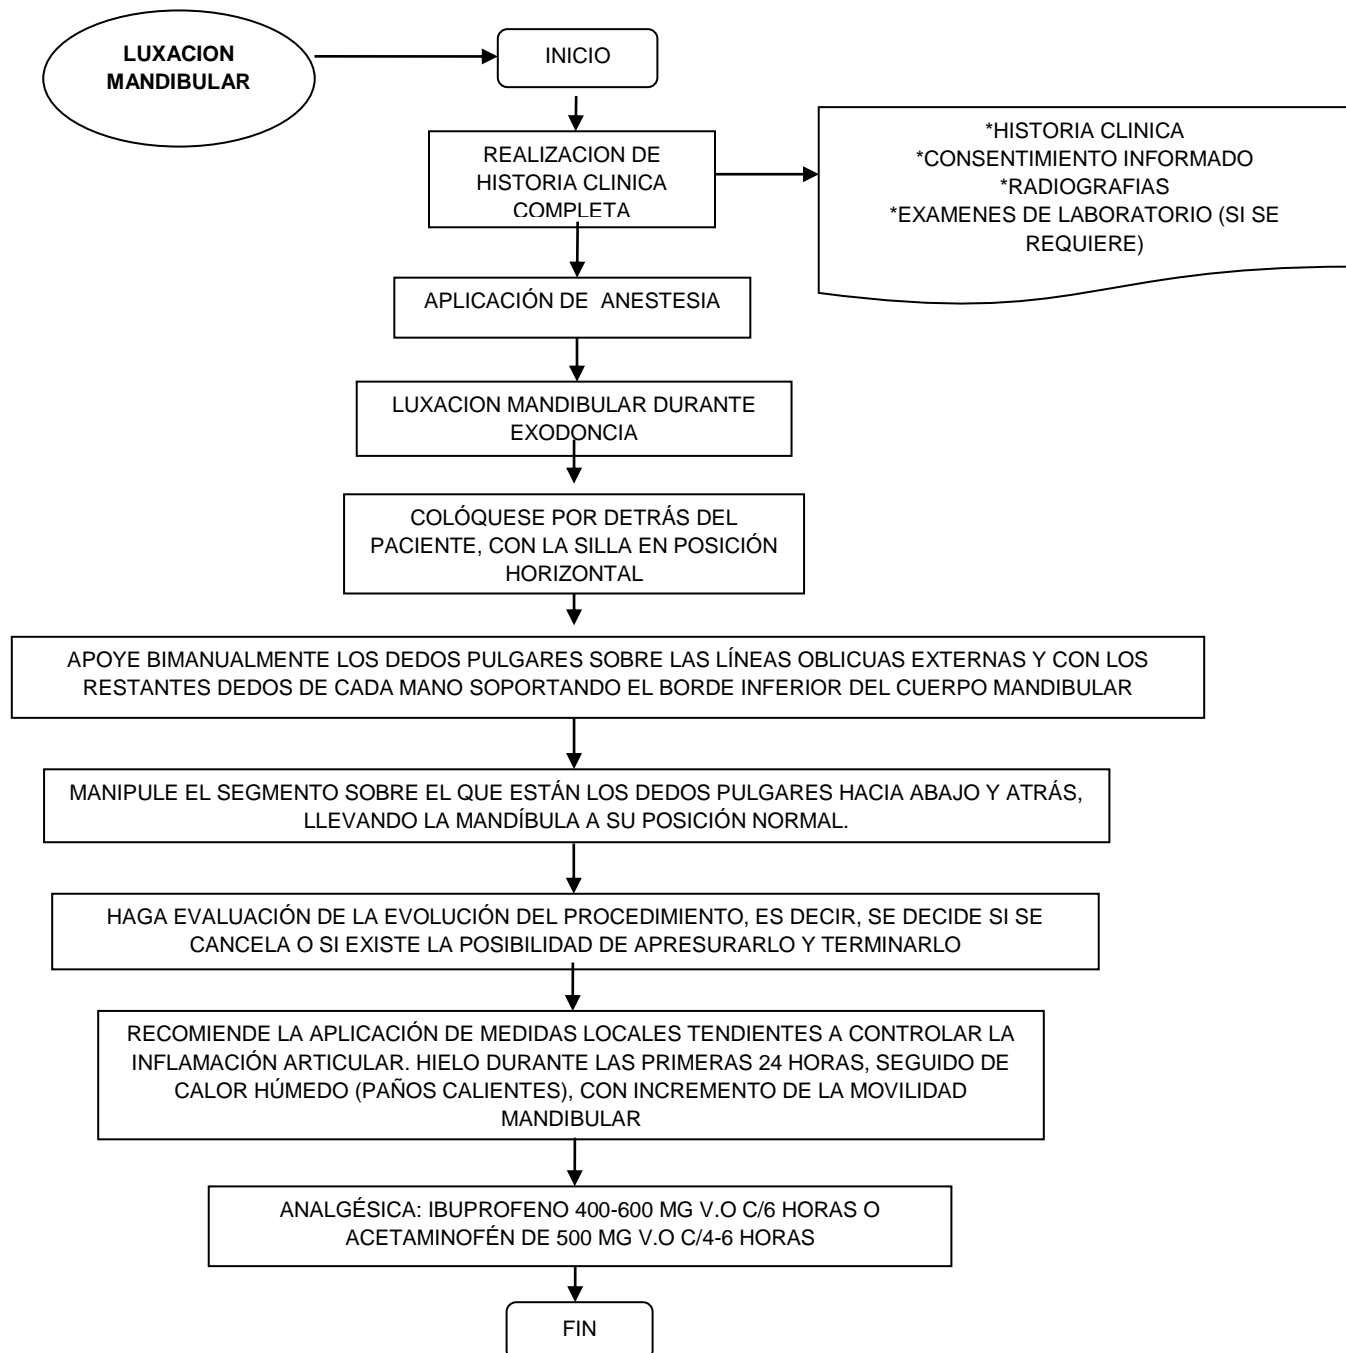 LUXACION
MANDIBULAR
INICIO
REALIZACION DE
HISTORIA CLINICA
COMPLETA
*HISTORIA CLINICA
*CONSENTIMIENTO INFORMADO
*RADIOGRAFIAS
*EXAMENES DE LABORATORIO (SI SE
REQUIERE)
APLICACIÓN DE  ANESTESIA
LUXACION MANDIBULAR DURANTE
EXODONCIA
COLÓQUESE POR DETRÁS DEL
PACIENTE, CON LA SILLA EN POSICIÓN
HORIZONTAL
APOYE BIMANUALMENTE LOS DEDOS PULGARES SOBRE LAS LÍNEAS OBLICUAS EXTERNAS Y CON LOS
RESTANTES DEDOS DE CADA MANO SOPORTANDO EL BORDE INFERIOR DEL CUERPO MANDIBULAR
MANIPULE EL SEGMENTO SOBRE EL QUE ESTÁN LOS DEDOS PULGARES HACIA ABAJO Y ATRÁS,
LLEVANDO LA MANDÍBULA A SU POSICIÓN NORMAL.
HAGA EVALUACIÓN DE LA EVOLUCIÓN DEL PROCEDIMIENTO, ES DECIR, SE DECIDE SI SE
CANCELA O SI EXISTE LA POSIBILIDAD DE APRESURARLO Y TERMINARLO
RECOMIENDE LA APLICACIÓN DE MEDIDAS LOCALES TENDIENTES A CONTROLAR LA
INFLAMACIÓN ARTICULAR. HIELO DURANTE LAS PRIMERAS 24 HORAS, SEGUIDO DE
CALOR HÚMEDO (PAÑOS CALIENTES), CON INCREMENTO DE LA MOVILIDAD
MANDIBULAR
ANALGÉSICA: IBUPROFENO 400-600 MG V.O C/6 HORAS O
ACETAMINOFÉN DE 500 MG V.O C/4-6 HORAS
FIN